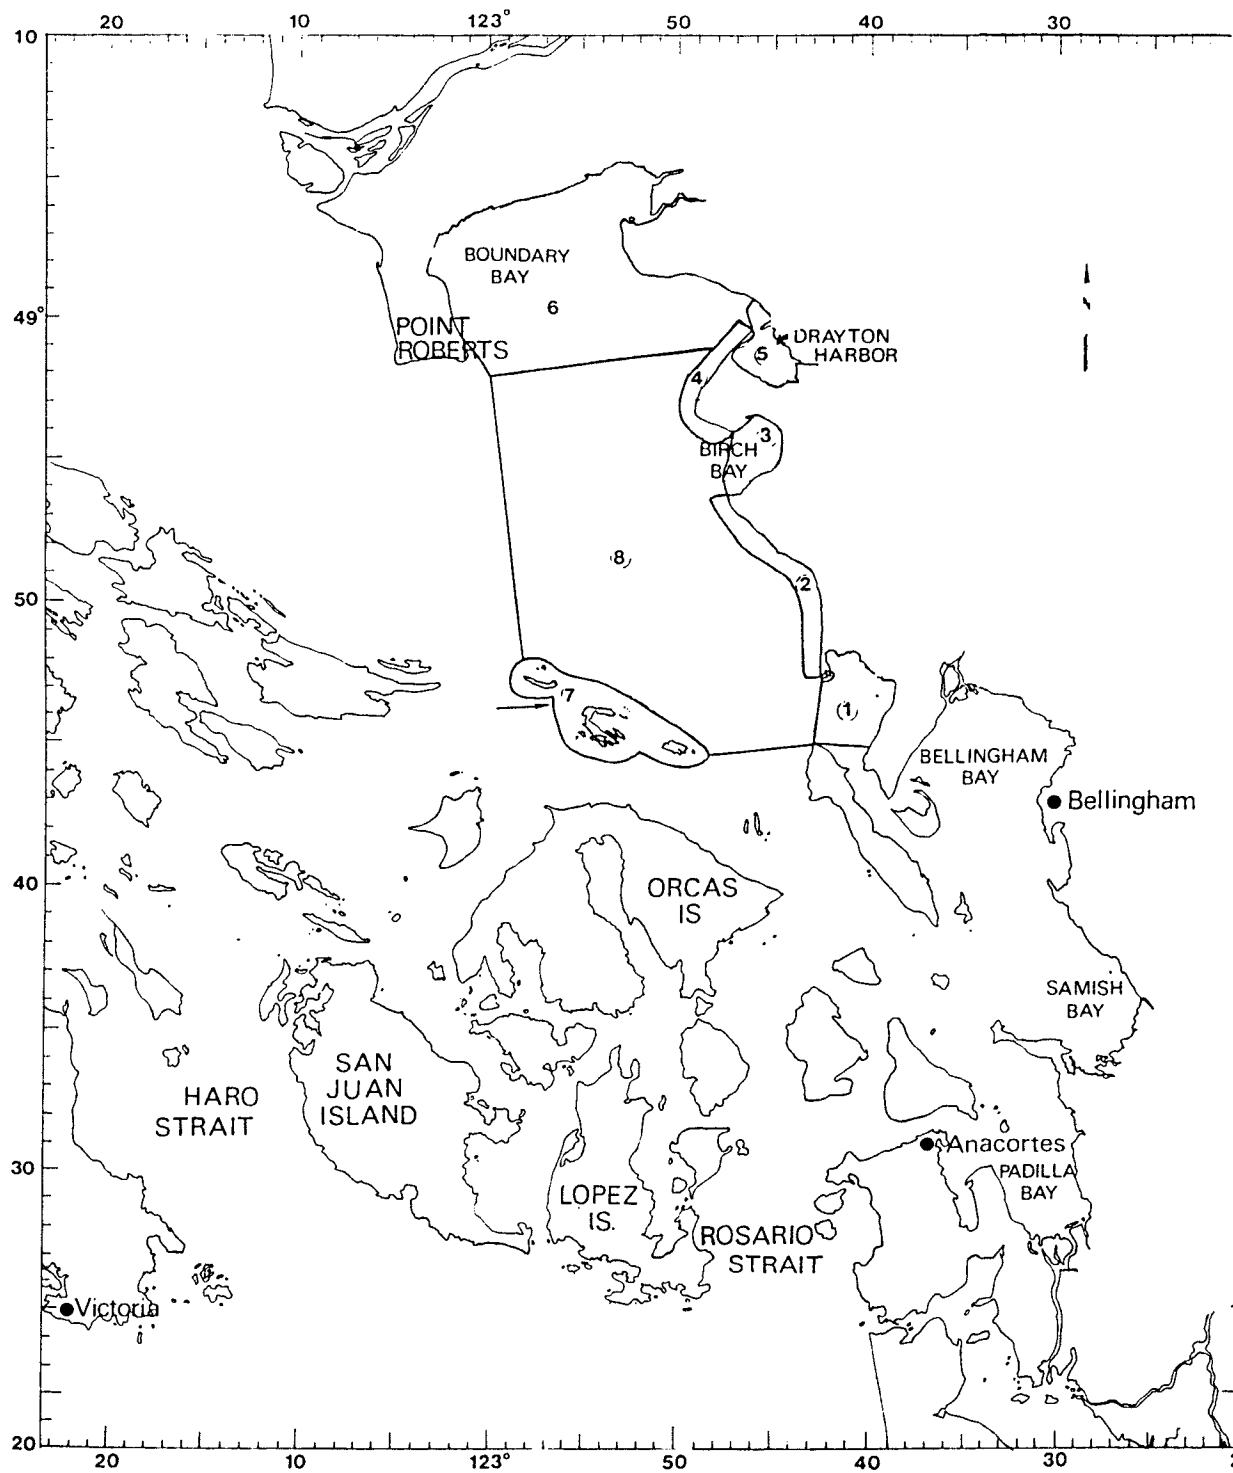 20 10 123° 50 40 30
10
BOUNDARY
BAY
6
49°
POINT
ROBERTS
DRAYTON
HARBOR
5
4
3
BIRCH
BAY
8
2
50
7
1
BELLINGHAM
BAY
Bellingham
40
ORCAS
IS
SAMISH
BAY
SAN
JUAN
ISLAND
HARO
STRAIT
30
Anacortes
PADILLA
BAY
LOPEZ
IS.
ROSARIO
STRAIT
Victoria
20
20 10 123° 50 40 30